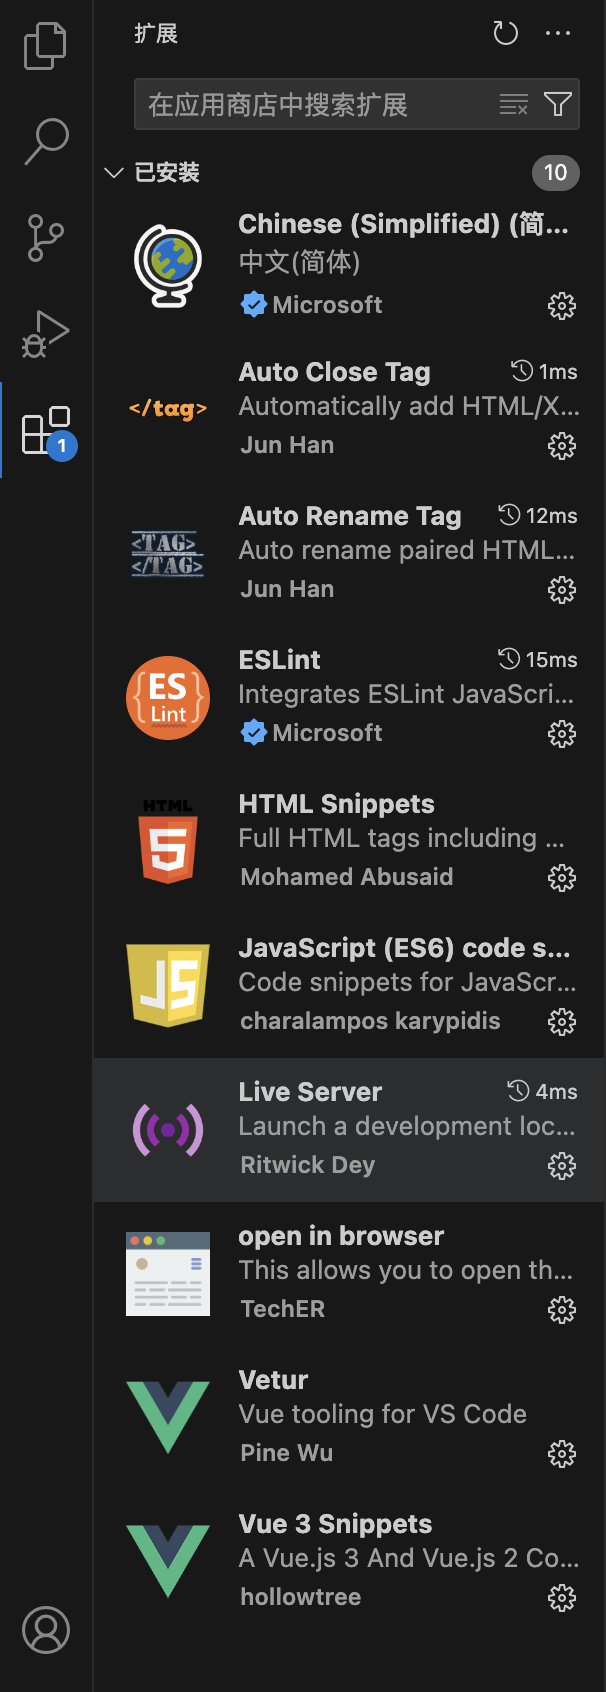 扩展
在应用商店中搜索扩展
已安装
10
Chinese (Simplified) (简...
中文(简体)
Microsoft
Auto Close Tag
1ms
</tag>
Automatically add HTML/X...
Jun Han
Auto Rename Tag
12ms
<TAG>
</TAG>
Auto rename paired HTML...
Jun Han
ESLint
15ms
{ES
Lint}
Integrates ESLint JavaScri...
Microsoft
HTML Snippets
HTML
5
Full HTML tags including ...
Mohamed Abusaid
JavaScript (ES6) code s...
JS
Code snippets for JavaScr...
charalampos karypidis
Live Server
4ms
Launch a development loc...
Ritwick Dey
open in browser
This allows you to open th...
TechER
Vetur
Vue tooling for VS Code
Pine Wu
Vue 3 Snippets
A Vue.js 3 And Vue.js 2 Co...
hollowtree
1